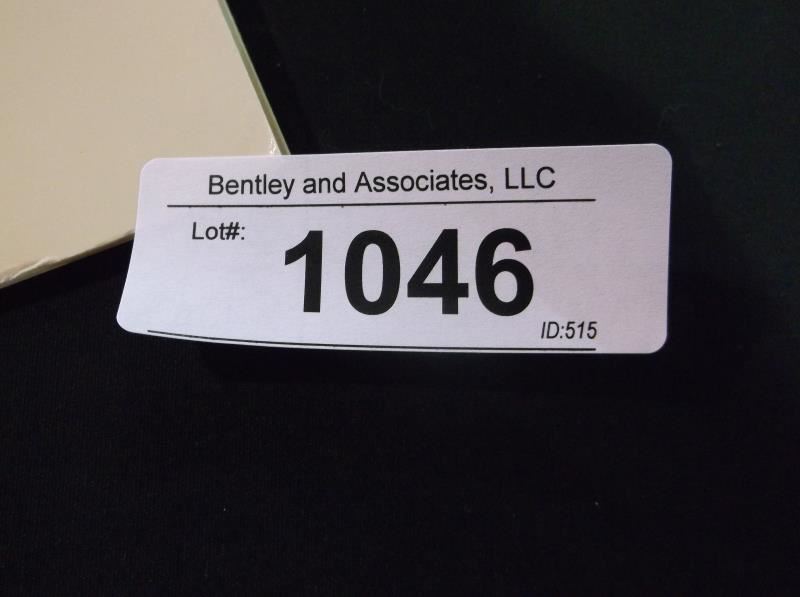 Bentley and Associates, LLC
Lot#: 1046
ID:515